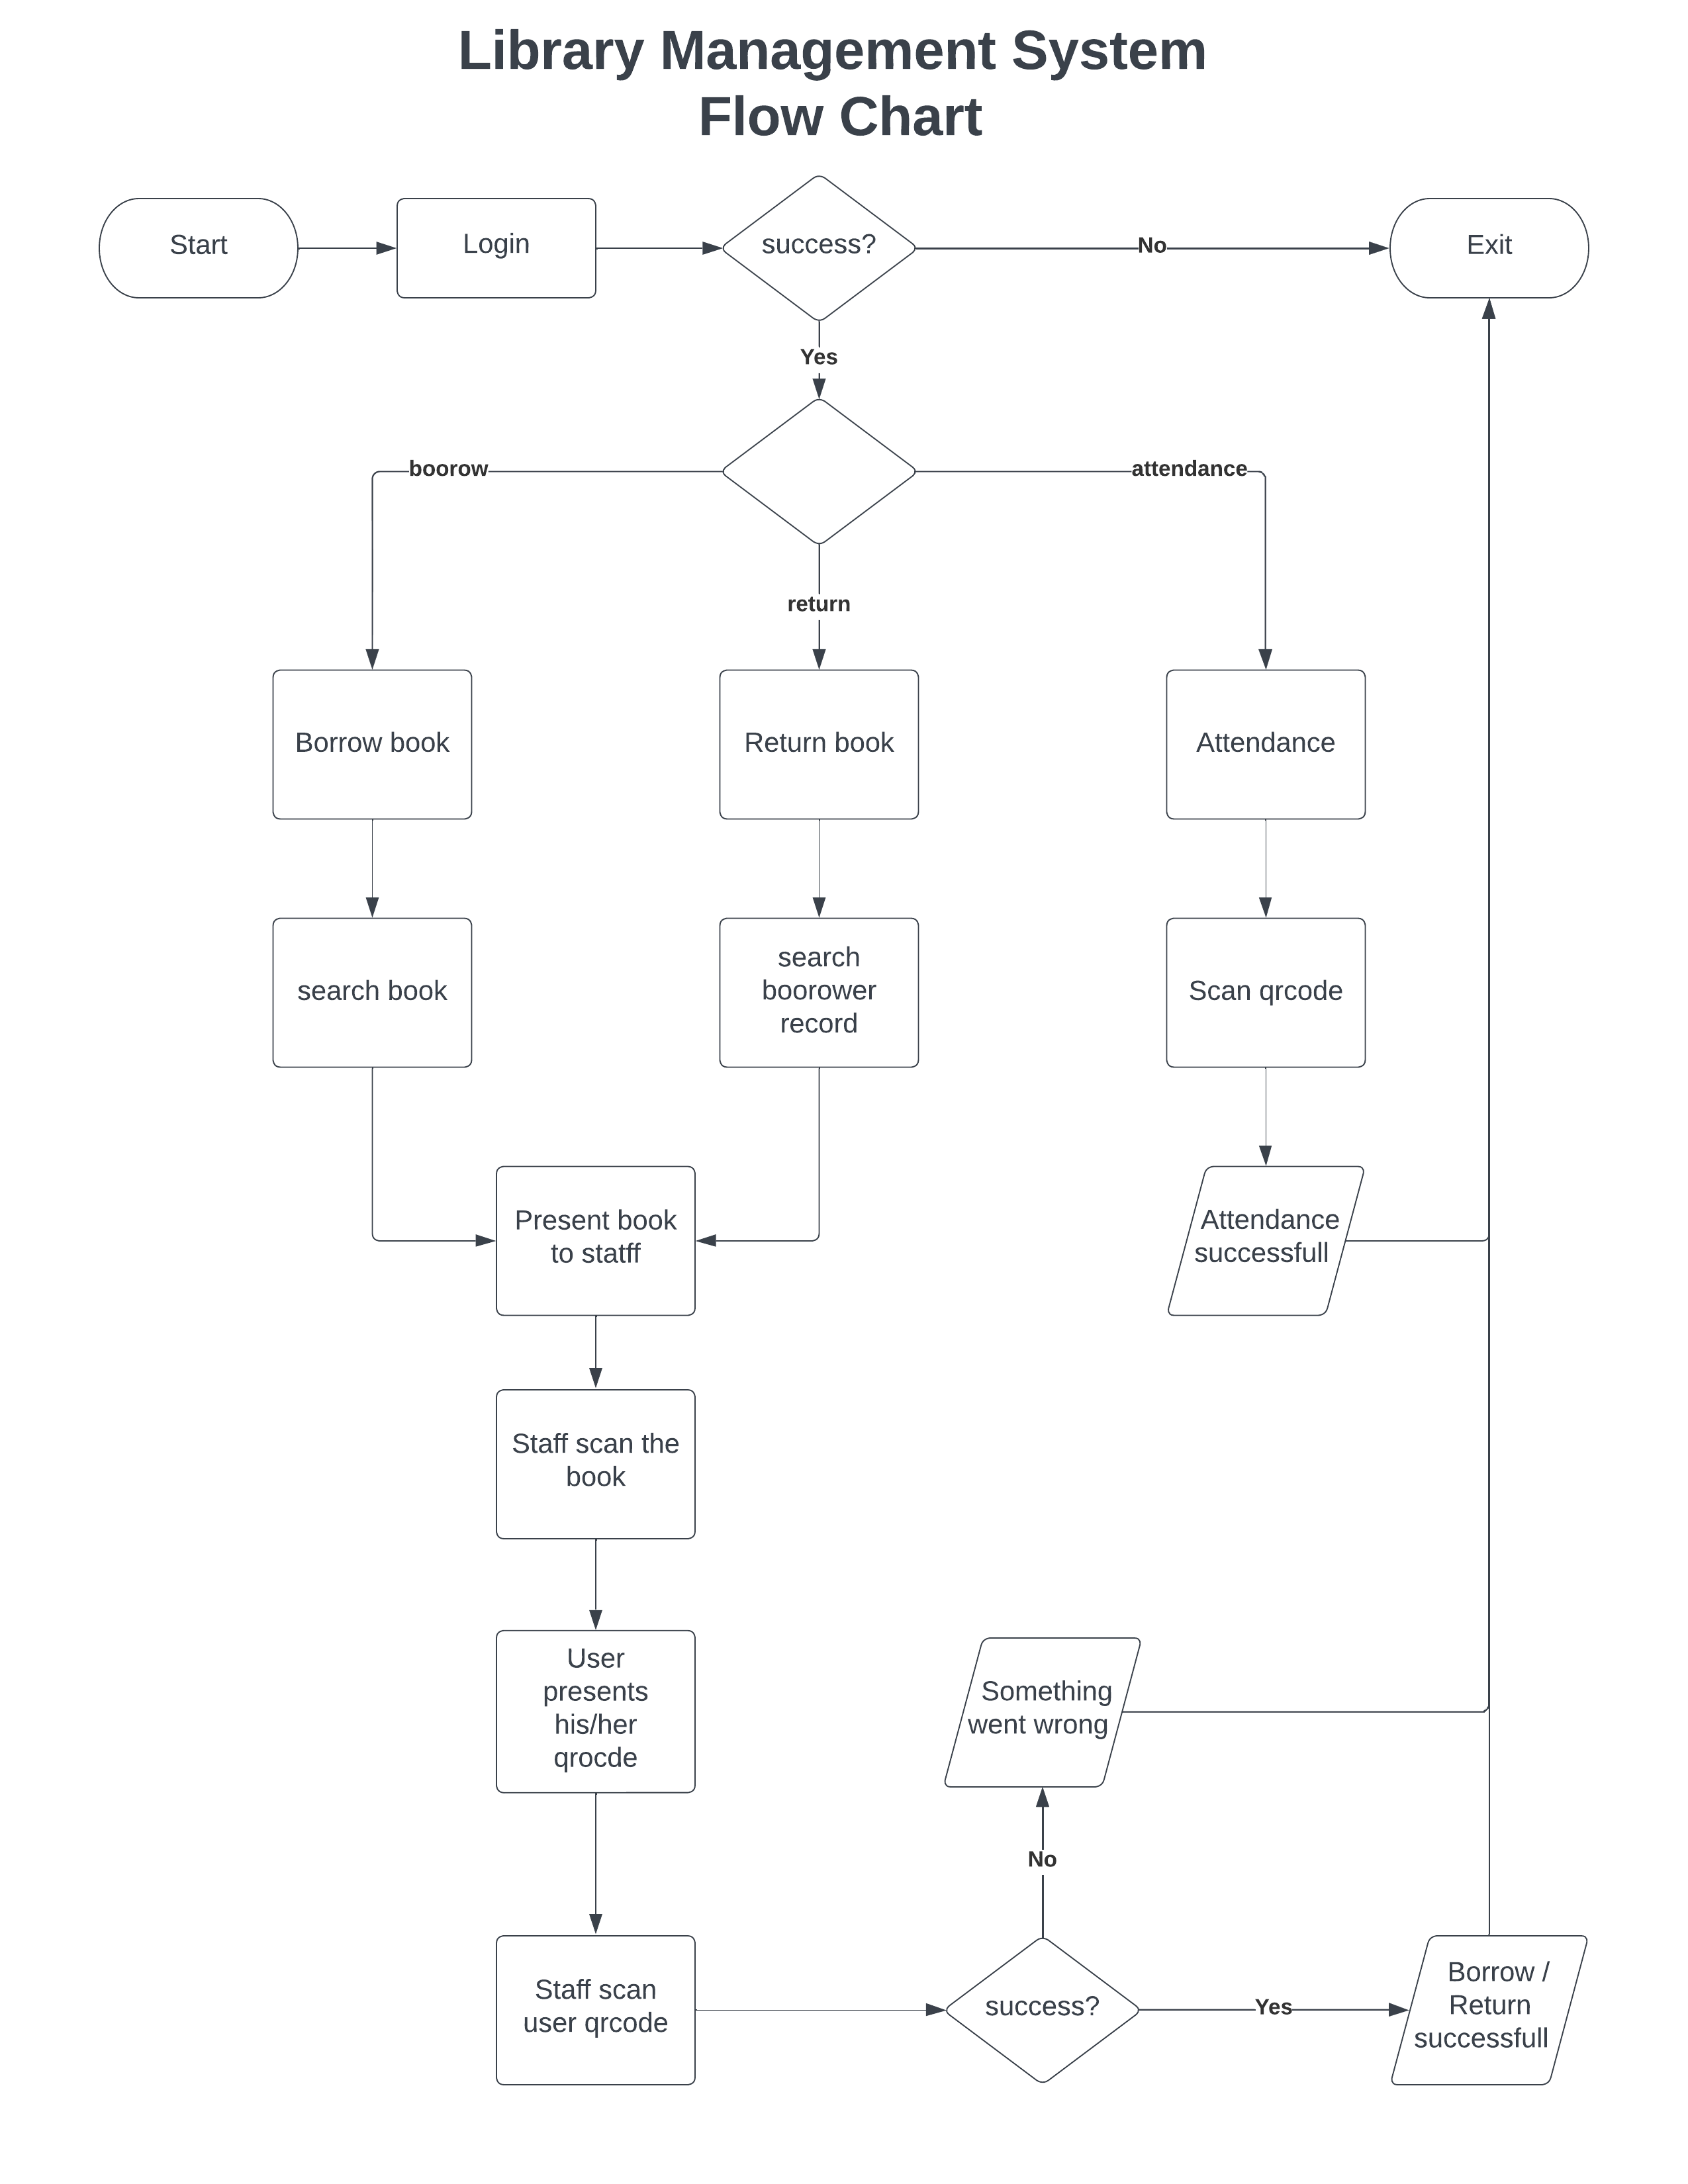 Library Management System
Flow Chart
Start
Login
success?
No
Exit
Yes
boorow
attendance
return
Borrow book
Return book
Attendance
search book
search
boorower
record
Scan qrcode
Present book
to statff
Attendance
successfull
Staff scan the
book
User
presents
his/her
qrocde
Something
went wrong
No
Staff scan
user qrcode
success?
Yes
Borrow /
Return
successfull